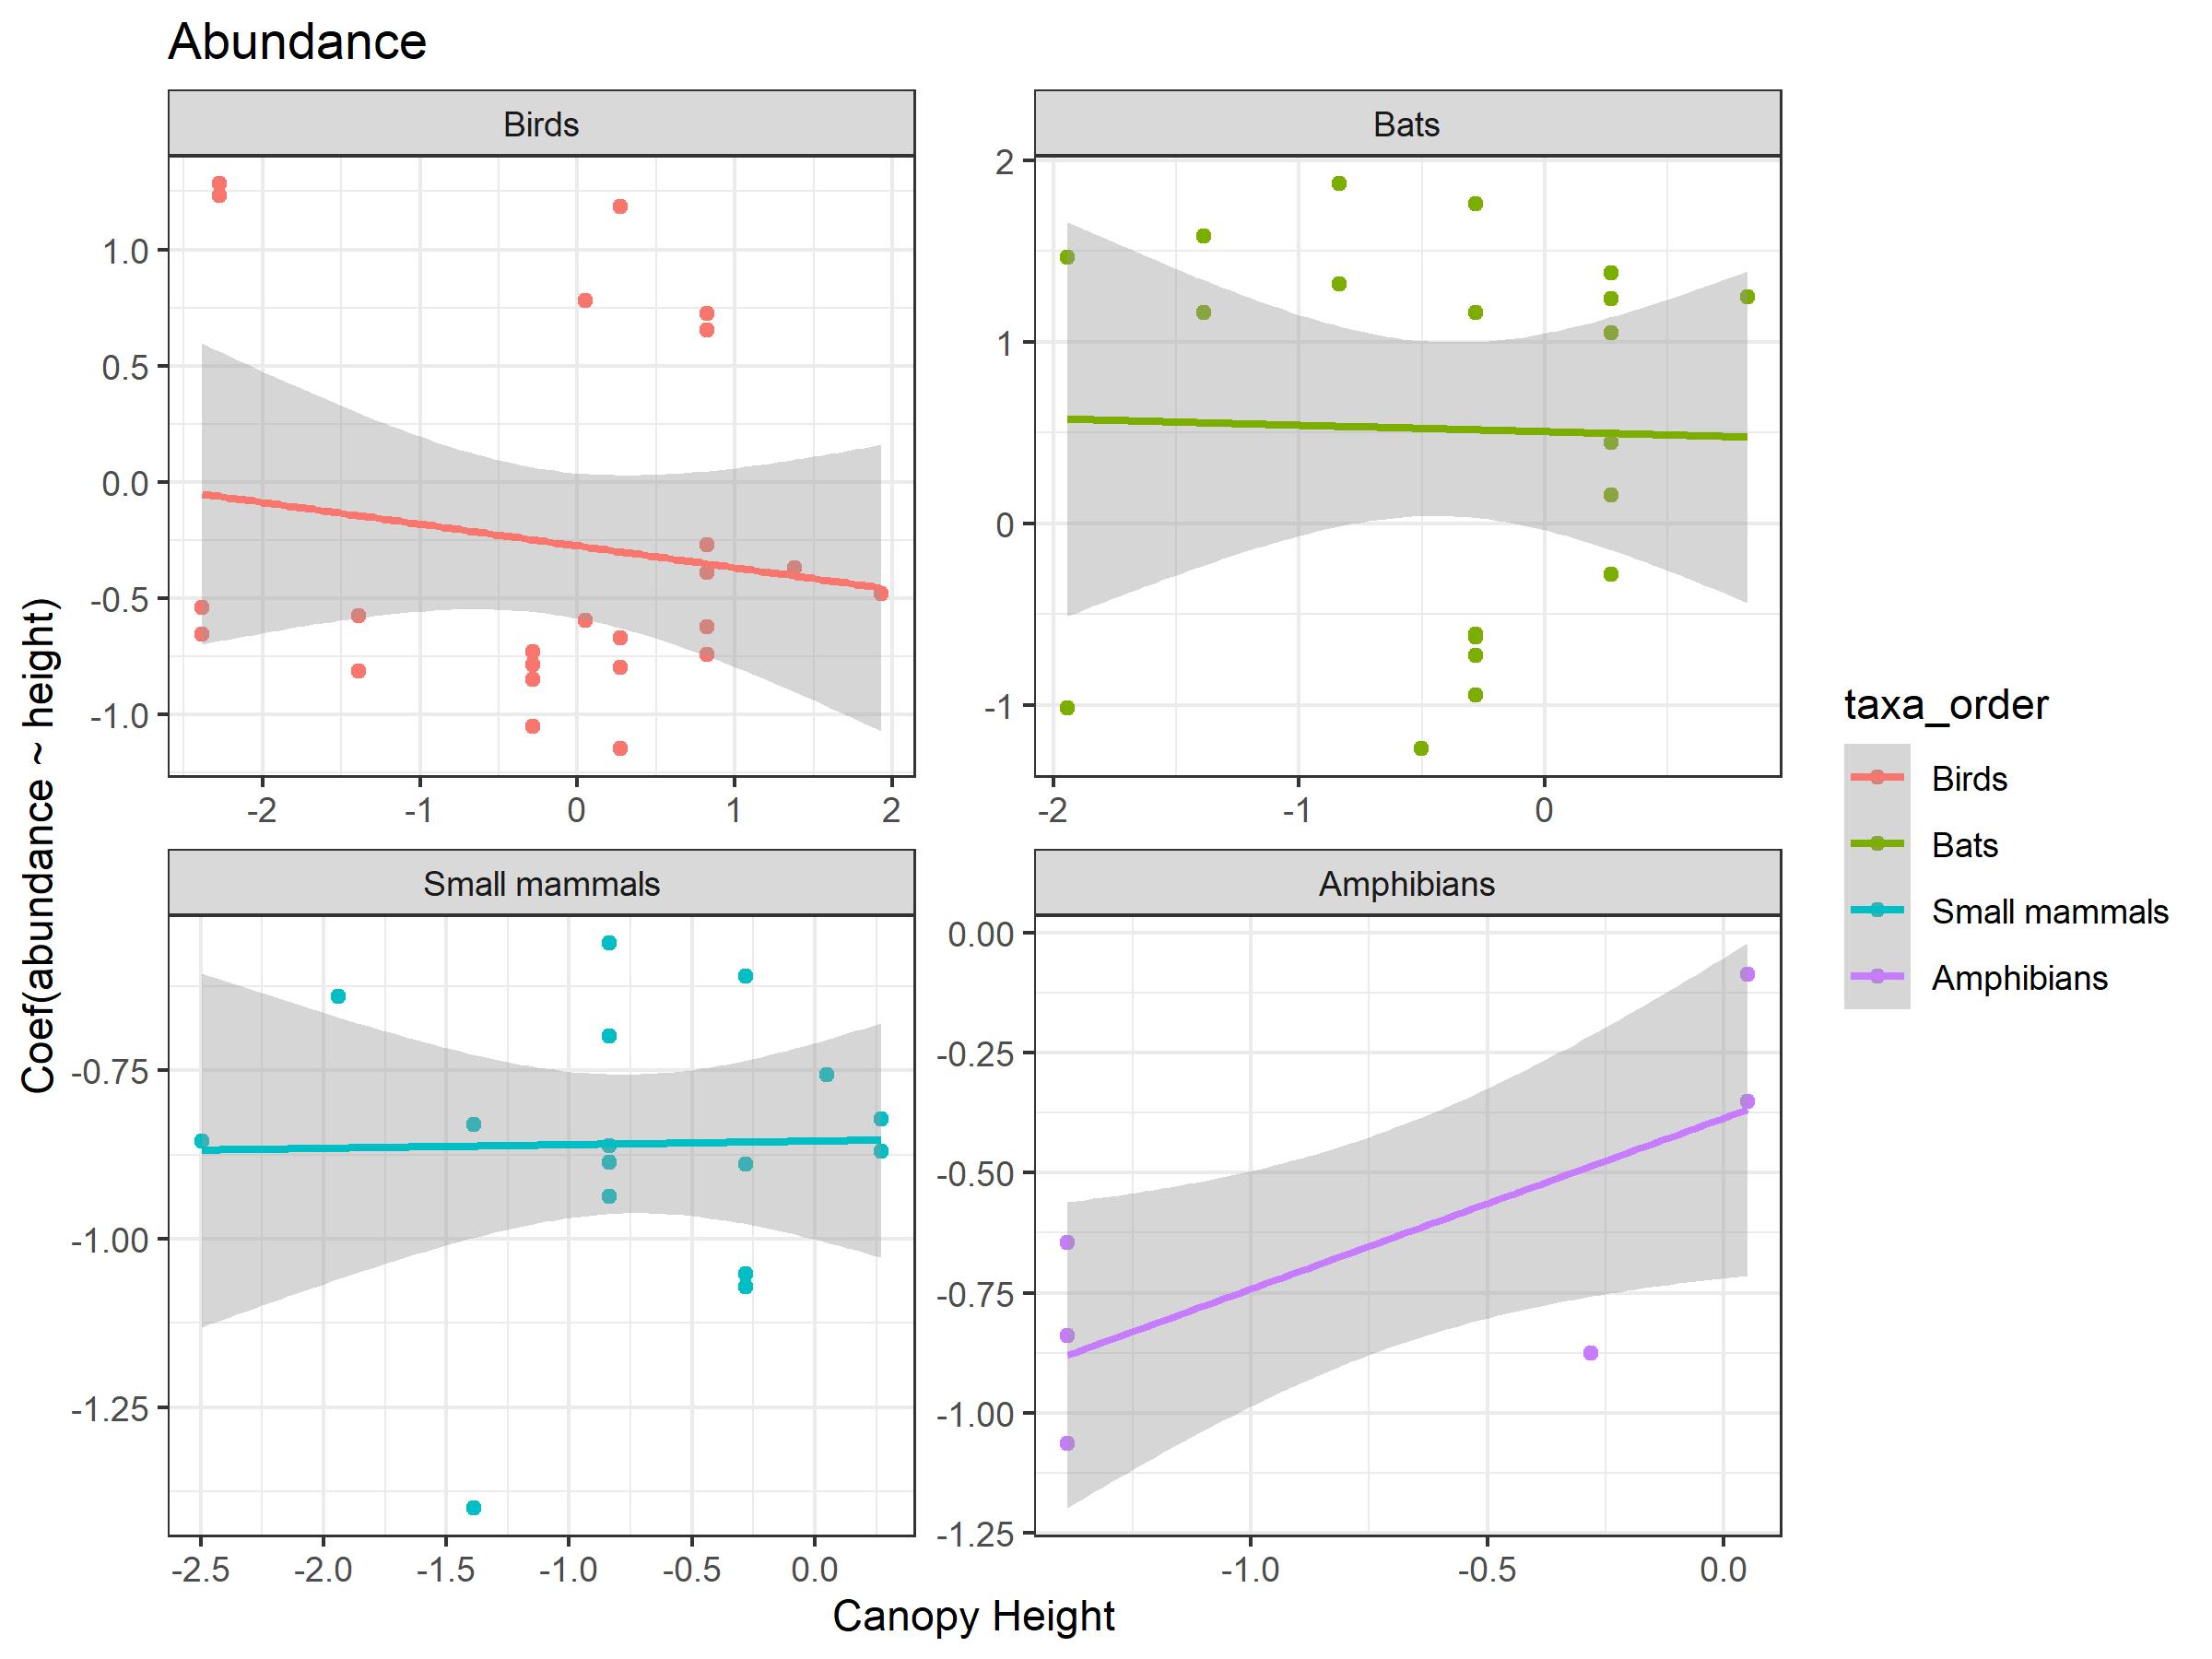 Abundance
Birds
Bats
1.0
0.5
0.0
-0.5
-1.0
-2 -1 0 1 2
2
1
0
-1
-2 -1 0
Small mammals
Amphibians
-0.75
-1.00
-1.25
-2.5 -2.0 -1.5 -1.0 -0.5 0.0
0.00
-0.25
-0.50
-0.75
-1.00
-1.25
-1.0 -0.5 0.0
Coef(abundance ~ height)
Canopy Height
taxa_order
Birds
Bats
Small mammals
Amphibians